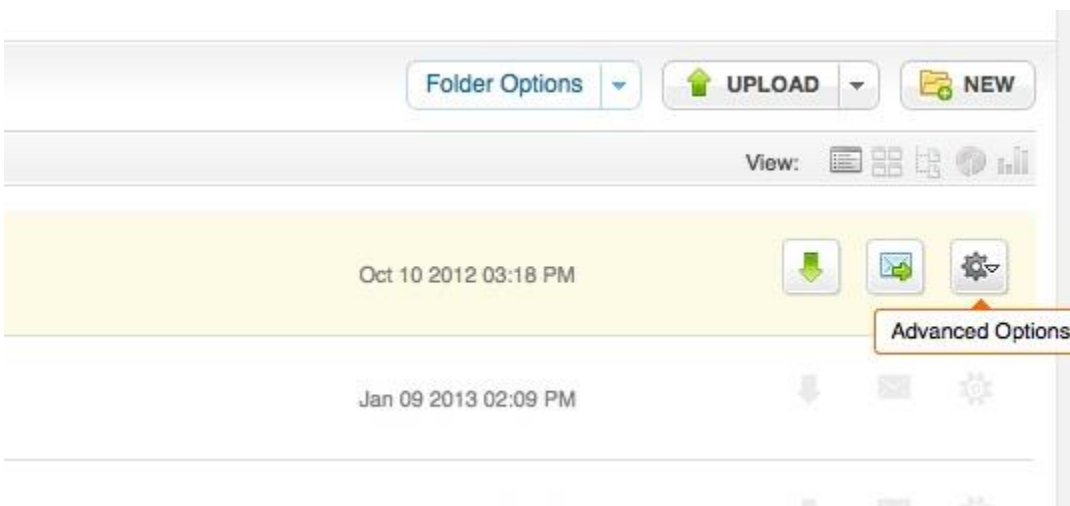 Folder Options
UPLOAD
NEW
View:
Oct 10 2012 03:18 PM
Advanced Options
Jan 09 2013 02:09 PM